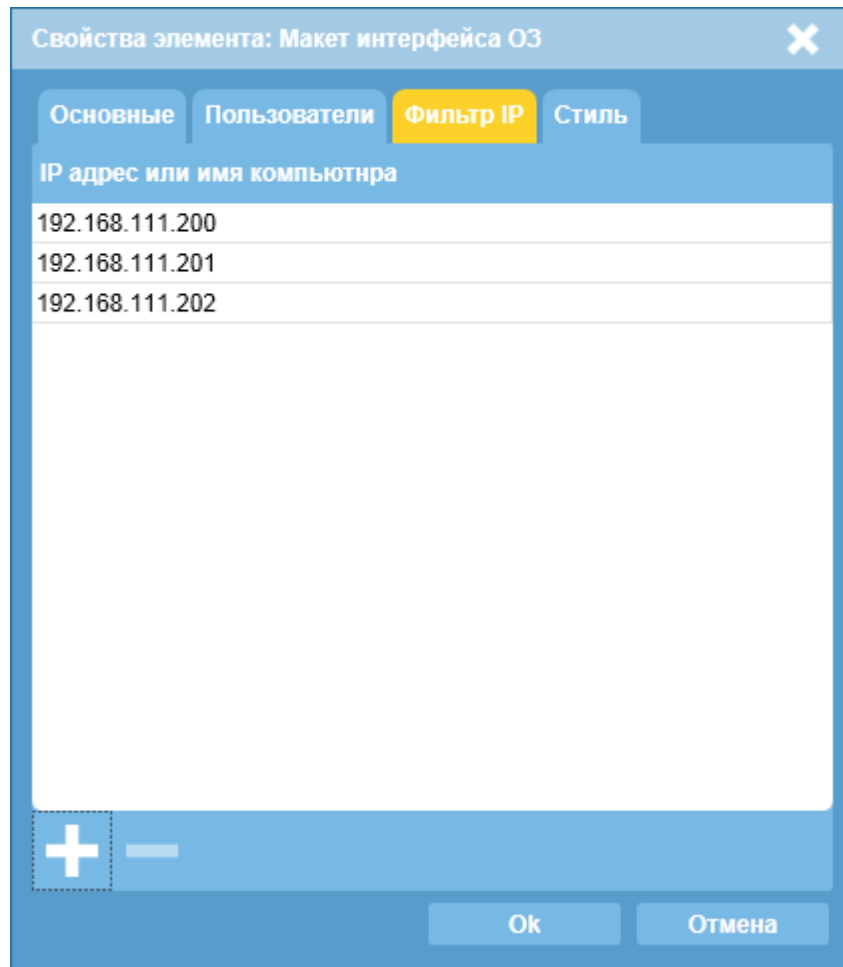 Свойства элемента: Макет интерфейса ОЗ
Основные Пользователи Фильтр IP Стиль
IP адрес или имя компьютнра
192.168.111.200
192.168.111.201
192.168.111.202
Ok Отмена